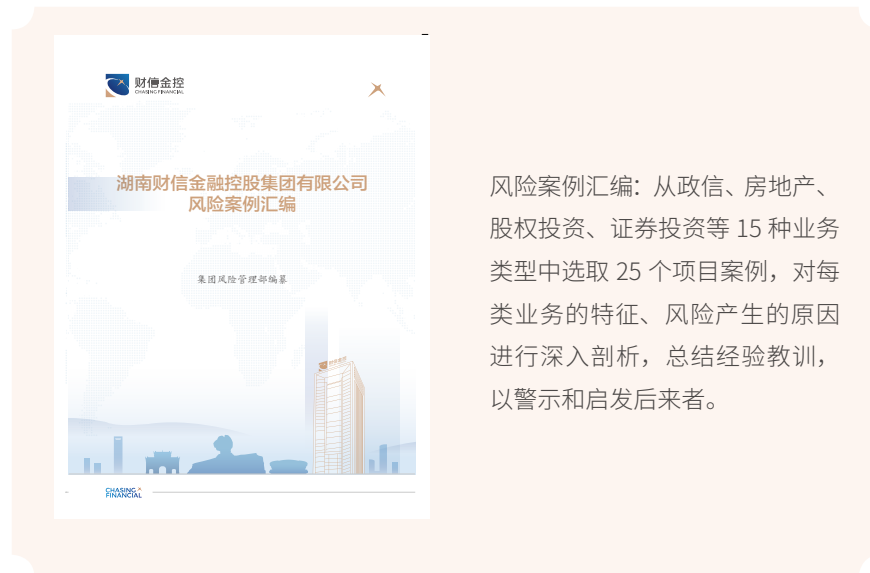 财信金控
CHASING FINANCIAL
湖南财信金融控股集团有限公司
风险案例汇编
集团风险管理部编纂
财信金控
CHASING
FINANCIAL
风险案例汇编：从政信、房地产、
股权投资、证券投资等 15 种业务
类型中选取 25 个项目案例，对每
类业务的特征、风险产生的原因
进行深入剖析，总结经验教训，
以警示和启发后来者。